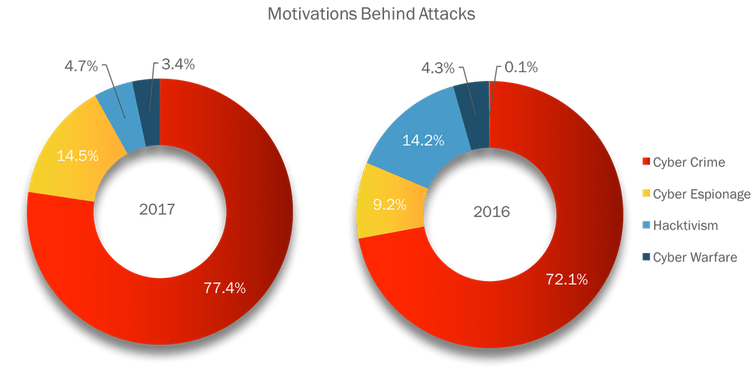 Motivations Behind Attacks
4.7%
3.4%
14.5%
2017
77.4%
4.3%
0.1%
14.2%
9.2%
2016
72.1%
Cyber Crime
Cyber Espionage
Hacktivism
Cyber Warfare